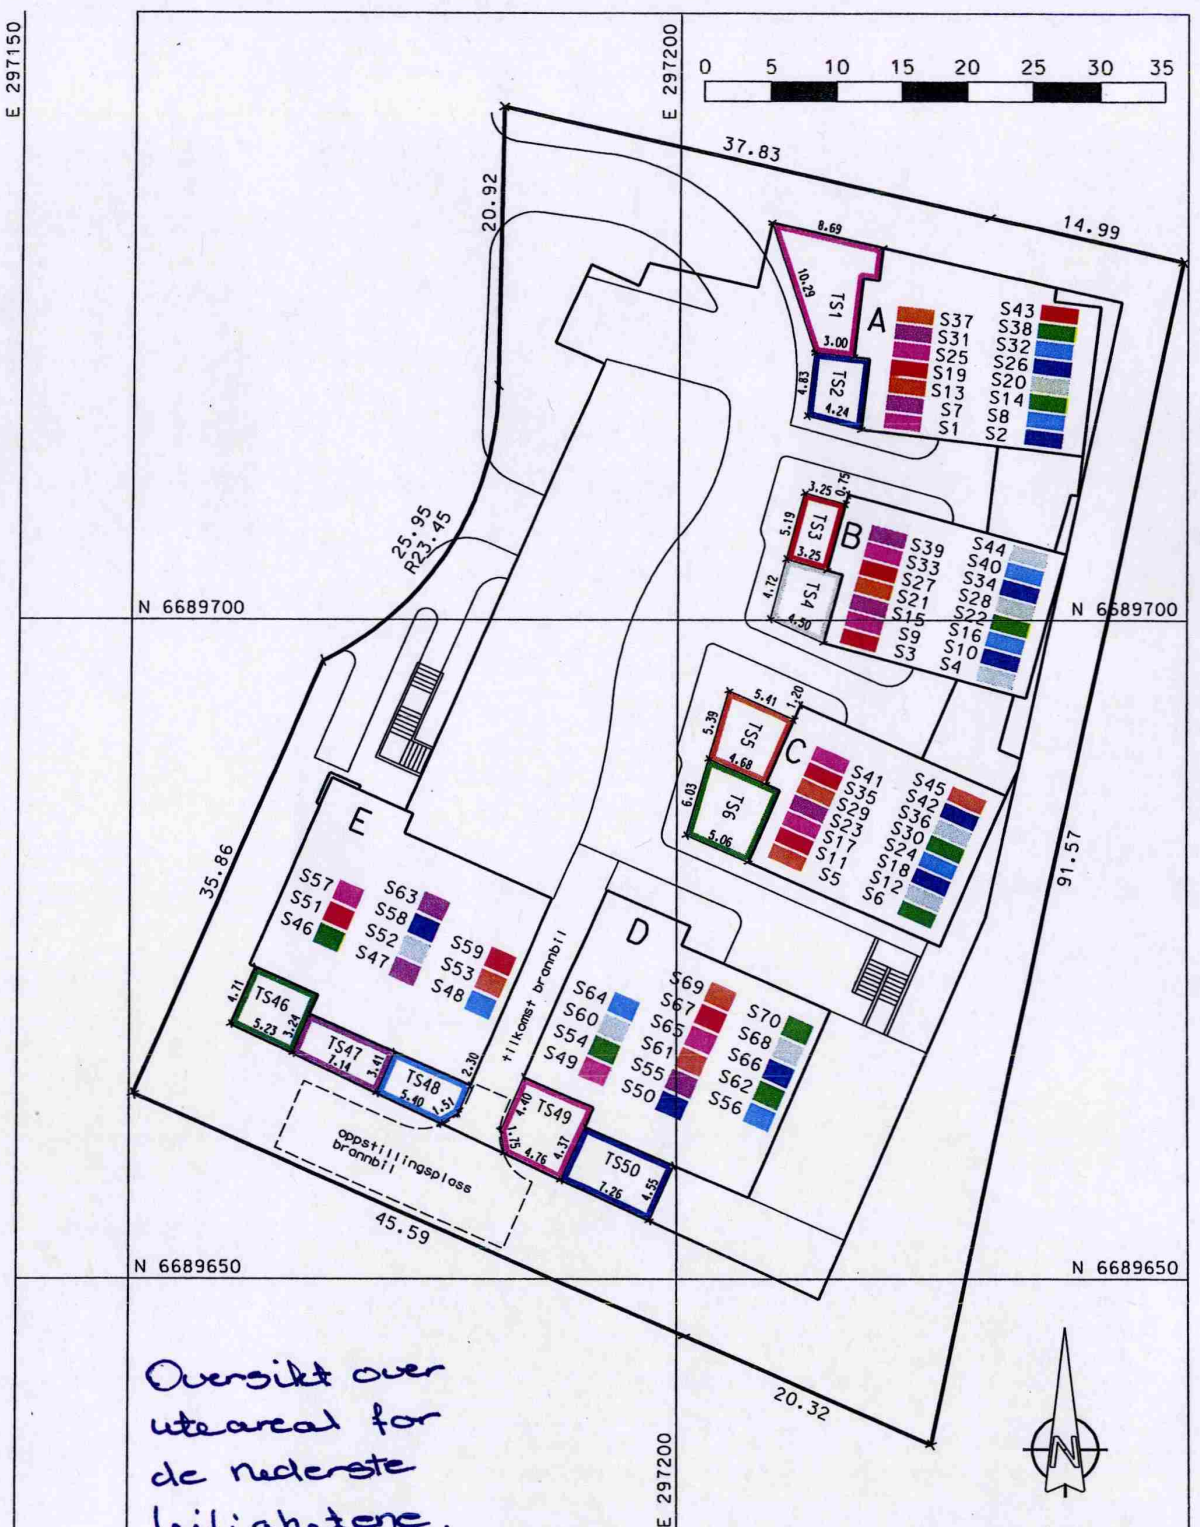 E 297150
E 297200
0 5 10 15 20 25 30 35
37.83
14.99
20.92
8.69
10.29
TS1
3.00
A
S37
S31
S25
S19
S13
S7
S1
S43
S38
S32
S26
S20
S14
S8
S2
4.83
TS2
4.24
3.25
0.75
5.19
TS3
3.25
B
4.72
TS4
4.50
S39
S33
S27
S21
S15
S9
S3
S44
S40
S34
S28
S22
S16
S10
S4
25.95
R23.45
N 6689700
N 6689700
5.41
1.20
5.39
TS5
4.68
C
6.03
TS6
5.06
S41
S35
S29
S23
S17
S11
S5
S45
S42
S36
S30
S24
S18
S12
S6
91.57
35.86
E
S57
S51
S46
S63
S58
S52
S47
S59
S53
S48
tilkomst brannbil
D
S64
S60
S54
S49
S69
S67
S65
S61
S55
S50
S70
S68
S66
S62
S56
4.71
TS46
5.23
3.24
TS47
7.14
3.41
TS48
5.40
1.51
2.30
4.40
TS49
1.75
4.76
4.37
TS50
7.26
4.55
oppstillingsplass
brannbil
45.59
N 6689650
N 6689650
20.32
Oversikt over
uteareal for
de nederste
leilighetene.
E 297200
N